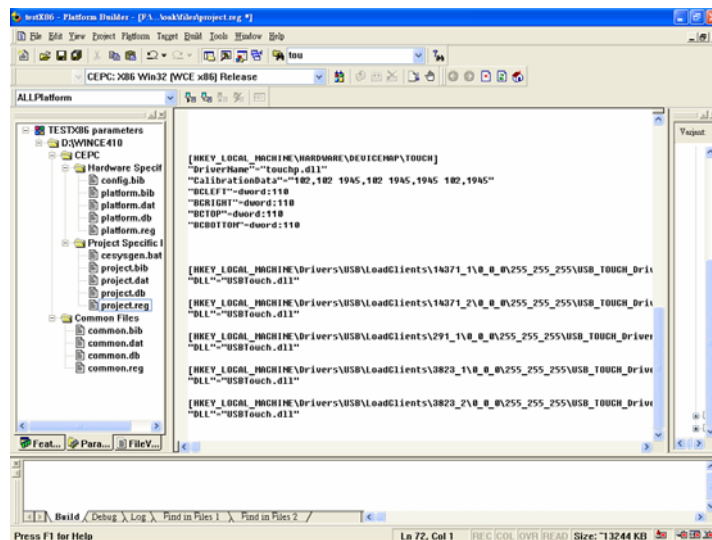 testX86 - Platform Builder - [F:\...\oak\files\project.reg *]
File Edit View Project Platform Target Build Tools Window Help
tou
CEPC: X86 Win32 (WCE x86) Release
ALLPlatform
TESTX86 parameters
D:\WINCE410
CEPC
Hardware Specif
config.bib
platform.bib
platform.dat
platform.db
platform.reg
Project Specific I
cesysgen.bat
project.bib
project.dat
project.db
project.reg
Common Files
common.bib
common.dat
common.db
common.reg
Feat... Para... FileV...
[HKEY_LOCAL_MACHINE\HARDWARE\DEVICEMAP\TOUCH]
"DriverName"="touchp.dll"
"CalibrationData"="102,102 1945,102 1945,1945 102,1945"
"BCLEFT"=dword:110
"BCRIGHT"=dword:110
"BCTOP"=dword:110
"BCBOTTOM"=dword:110
[HKEY_LOCAL_MACHINE\Drivers\USB\LoadClients\14371_1\0_0_0\255_255_255\USB_TOUCH_Driv
"DLL"="USBTouch.dll"
[HKEY_LOCAL_MACHINE\Drivers\USB\LoadClients\14371_2\0_0_0\255_255_255\USB_TOUCH_Driv
"DLL"="USBTouch.dll"
[HKEY_LOCAL_MACHINE\Drivers\USB\LoadClients\291_1\0_0_0\255_255_255\USB_TOUCH_Driver
"DLL"="USBTouch.dll"
[HKEY_LOCAL_MACHINE\Drivers\USB\LoadClients\3823_1\0_0_0\255_255_255\USB_TOUCH_Drive
"DLL"="USBTouch.dll"
[HKEY_LOCAL_MACHINE\Drivers\USB\LoadClients\3823_2\0_0_0\255_255_255\USB_TOUCH_Drive
"DLL"="USBTouch.dll"
Build Debug Log Find in Files 1 Find in Files 2
Press F1 for Help
Ln 72, Col 1 REC COL OVR READ Size: ~13244 KB